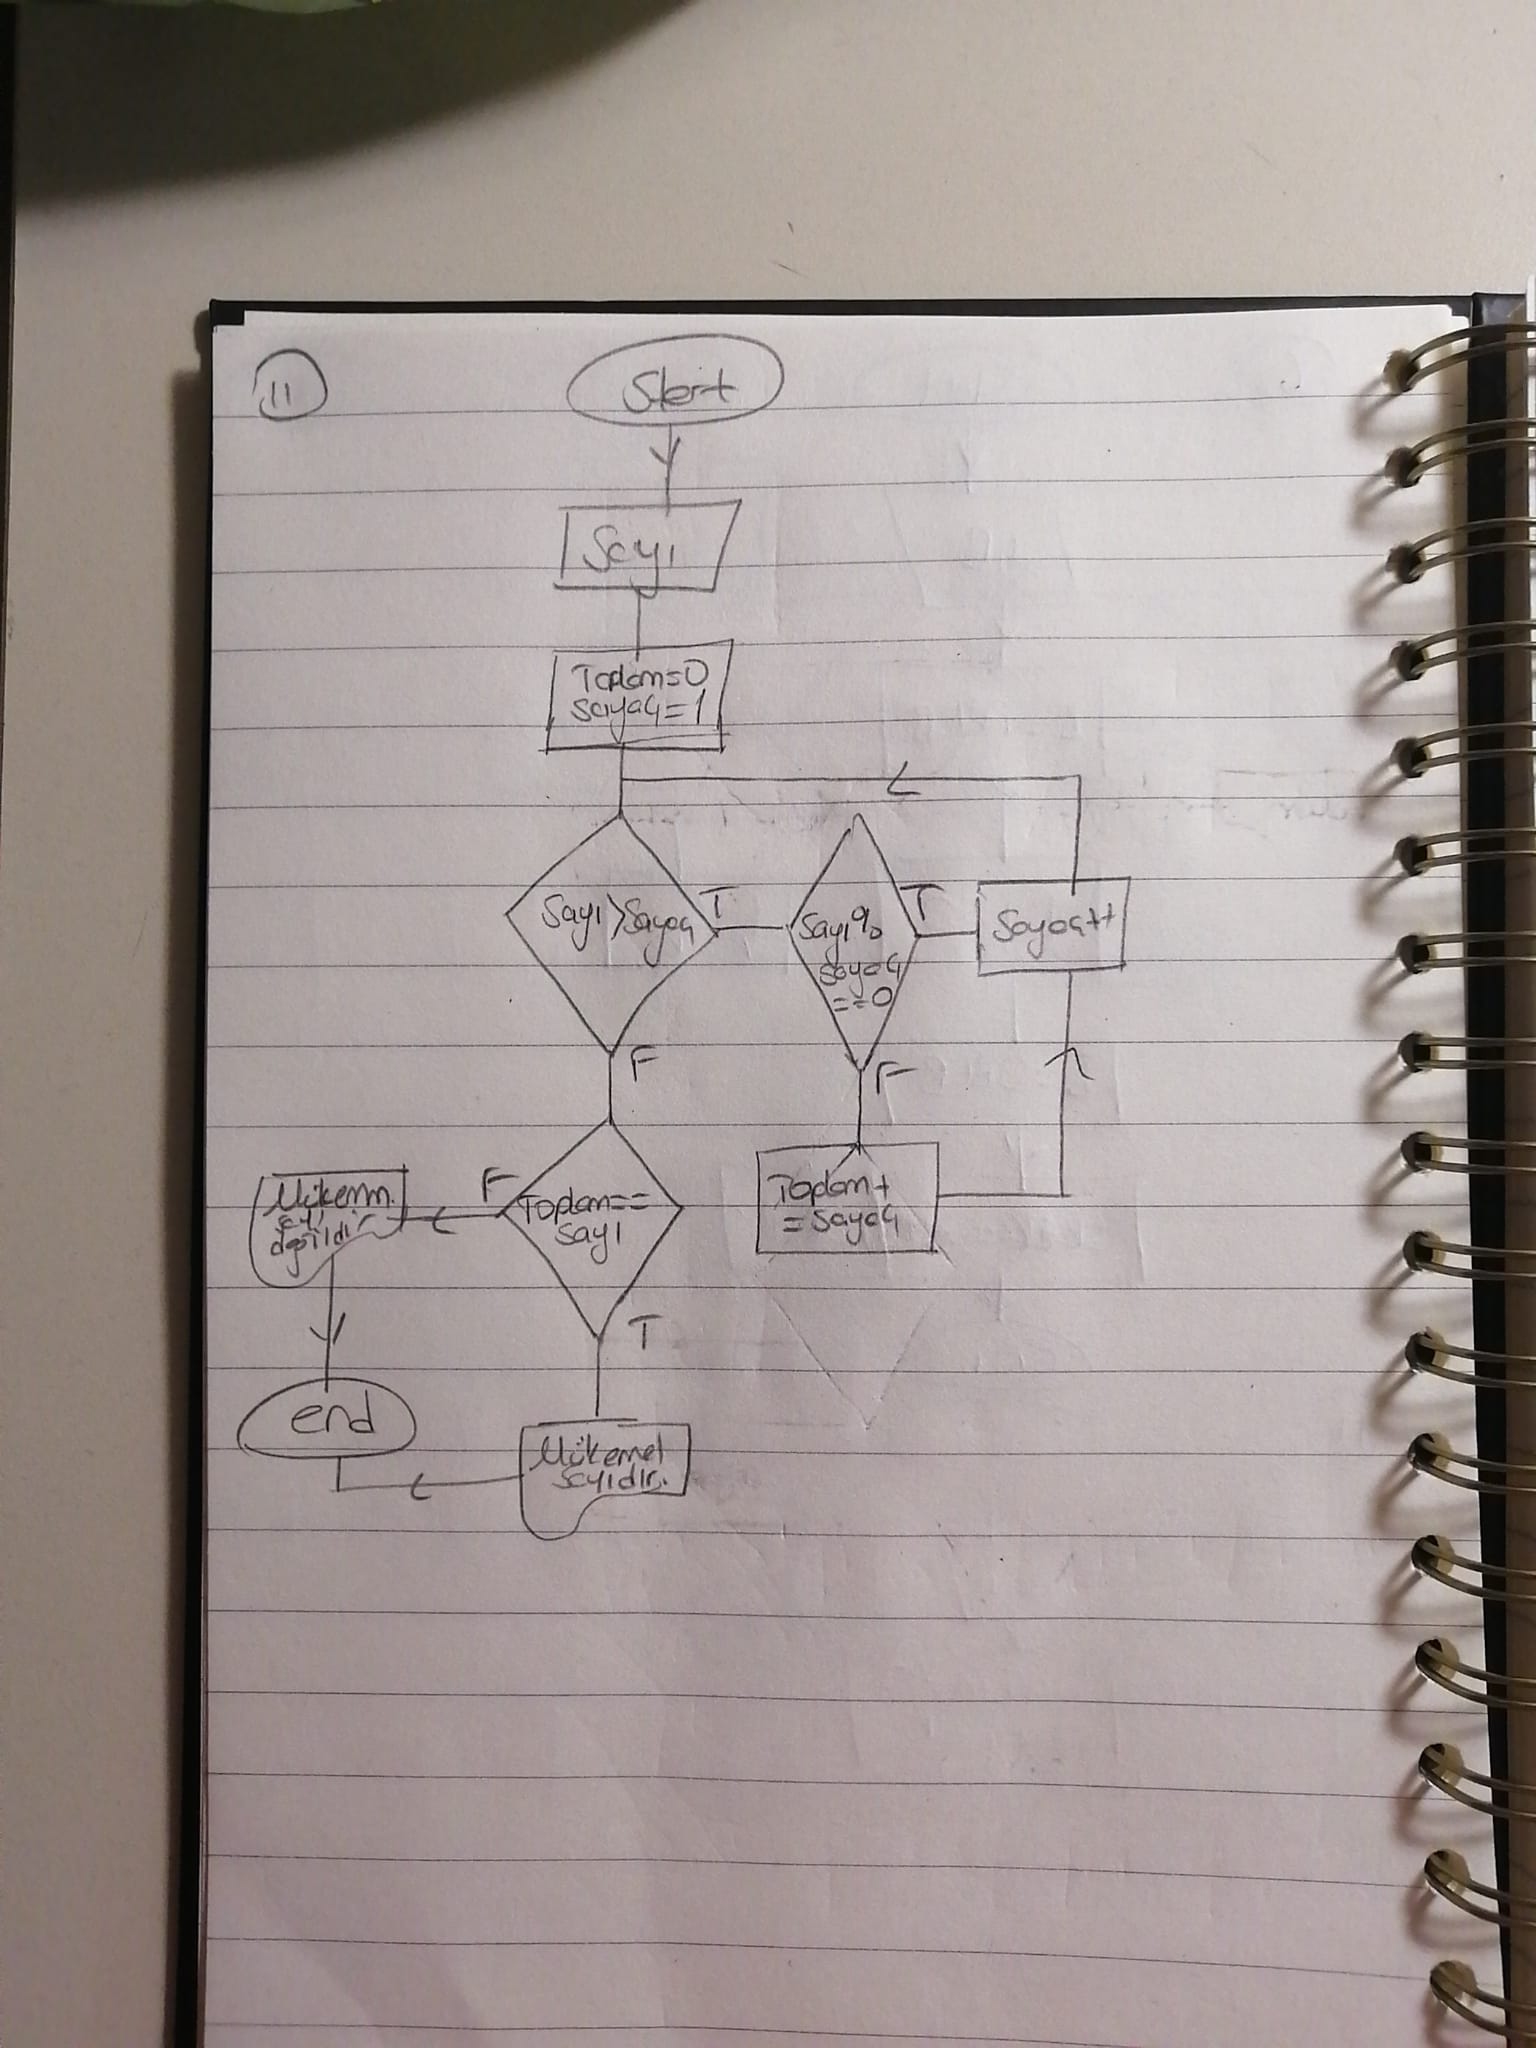 11
Start
Sayı
Toplam=0
sayaç=1
Sayı>Sayaç
T
Sayı%
sayaç
==0
T
Sayaç++
F
F
Toplam+
=sayaç
Toplam==
sayı
F
Mükemm.
sayı
değildir
T
end
Mükemel
sayıdır.